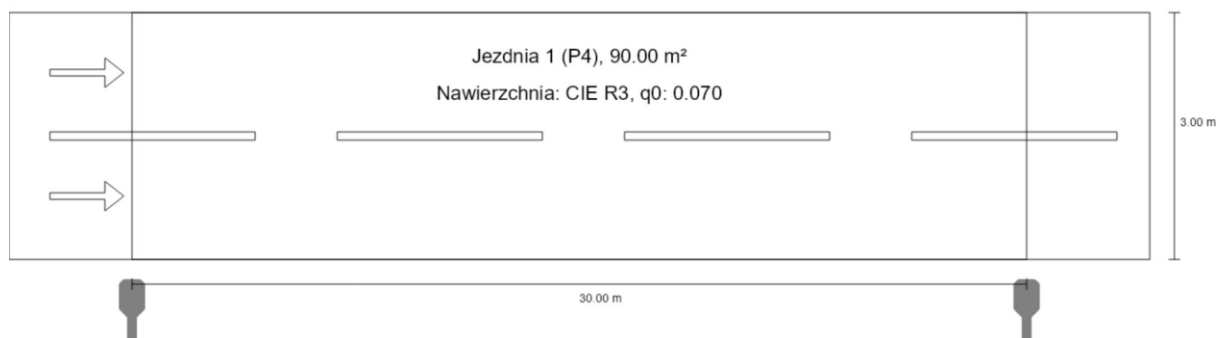 Jezdnia 1 (P4), 90.00 m²
Nawierzchnia: CIE R3, q0: 0.070
3.00 m
30.00 m